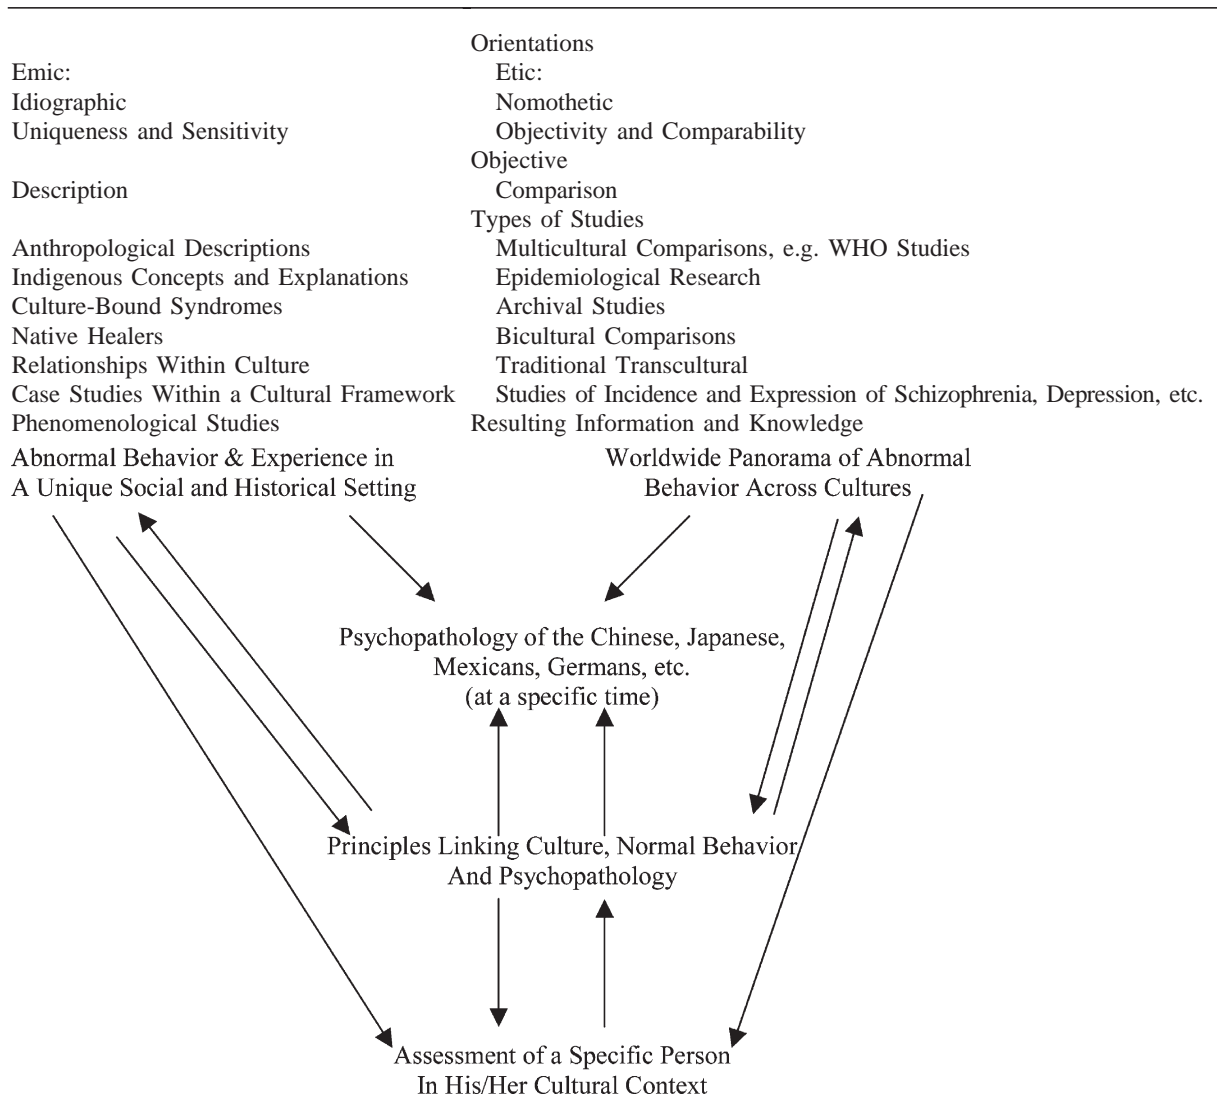 Orientations
Emic: Etic:
Idiographic Nomothetic
Uniqueness and Sensitivity Objectivity and Comparability
Objective
Description Comparison
Types of Studies
Anthropological Descriptions Multicultural Comparisons, e.g. WHO Studies
Indigenous Concepts and Explanations Epidemiological Research
Culture-Bound Syndromes Archival Studies
Native Healers Bicultural Comparisons
Relationships Within Culture Traditional Transcultural
Case Studies Within a Cultural Framework Studies of Incidence and Expression of Schizophrenia, Depression, etc.
Phenomenological Studies Resulting Information and Knowledge
Abnormal Behavior & Experience in Worldwide Panorama of Abnormal
A Unique Social and Historical Setting Behavior Across Cultures
Psychopathology of the Chinese, Japanese,
Mexicans, Germans, etc.
(at a specific time)
Principles Linking Culture, Normal Behavior
And Psychopathology
Assessment of a Specific Person
In His/Her Cultural Context